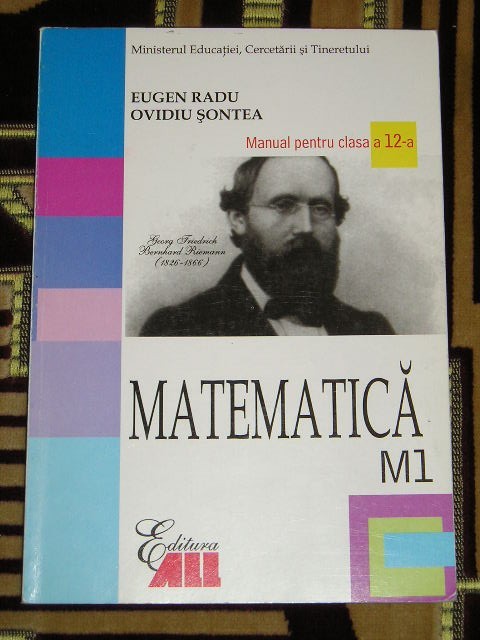 Ministerul Educației, Cercetării și Tineretului
EUGEN RADU
OVIDIU ŞONTEA
Manual pentru clasa a 12-a
Georg Friedrich
Bernhard Riemann
(1826-1866)
MATEMATICĂ
M1
Editura
ALL